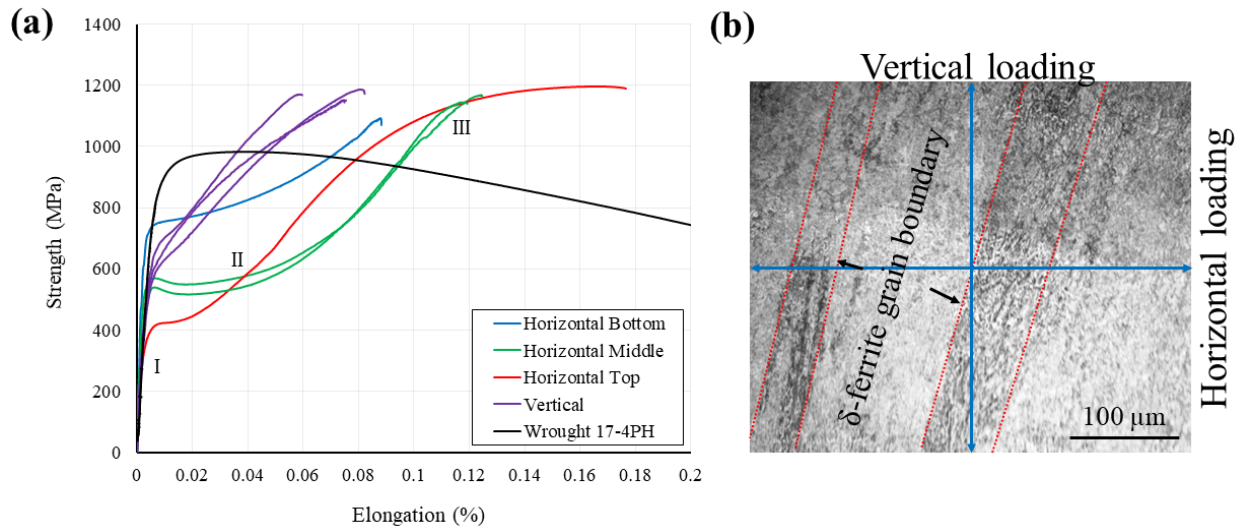 (a)
1400
1200
1000
800
600
400
200
0
Strength (MPa)
I
II
III
Horizontal Bottom
Horizontal Middle
Horizontal Top
Vertical
Wrought 17-4PH
0
0.02
0.04
0.06
0.08
0.1
0.12
0.14
0.16
0.18
0.2
Elongation (%)
(b)
Vertical loading
Horizontal loading
δ-ferrite grain boundary
100 μm